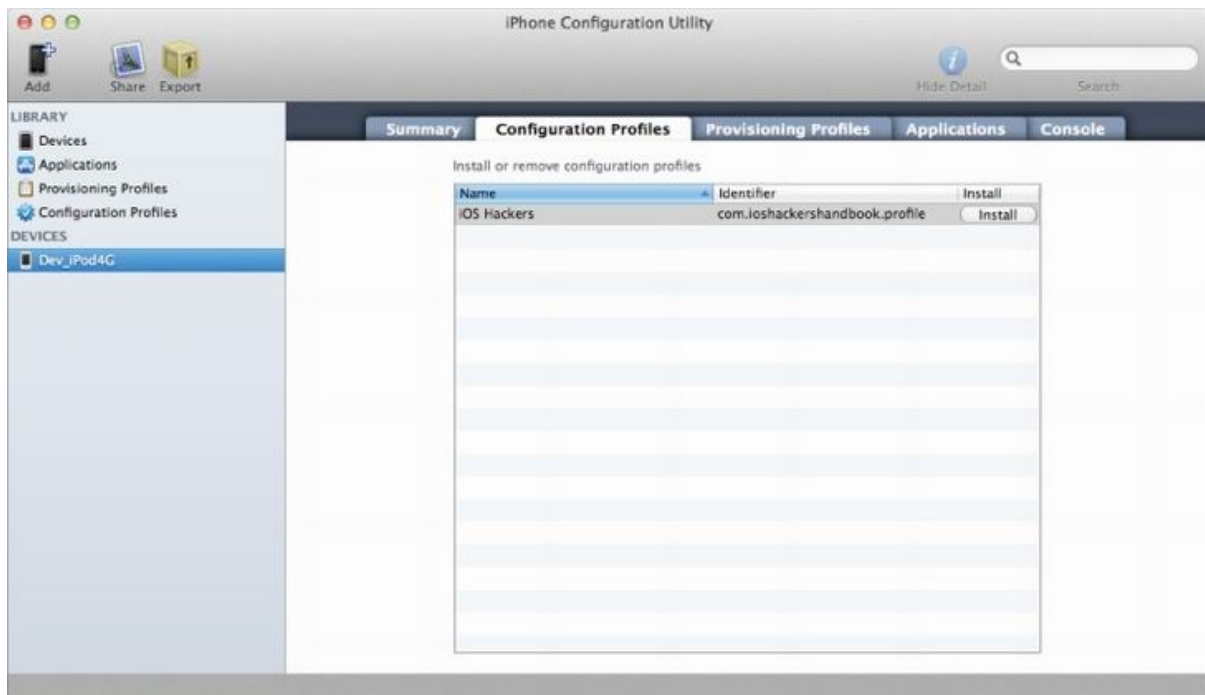 iPhone Configuration Utility
Add Share Export Hide Detail Search
LIBRARY
Devices
Applications
Provisioning Profiles
Configuration Profiles
DEVICES
Dev_iPod4G
Summary Configuration Profiles Provisioning Profiles Applications Console
Install or remove configuration profiles
Name Identifier Install
iOS Hackers com.ioshackershandbook.profile Install